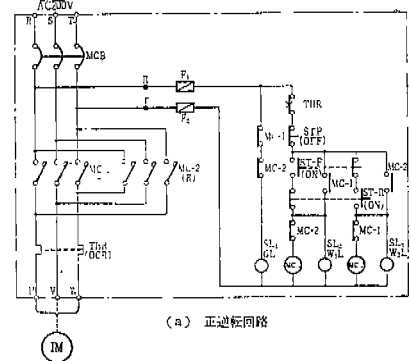 AC200V
R S T
MCB
R
F₁
T
F₂
THR
STP
(OFF)
MC-1
MC-2
ST-F
(ON)
MC-1
MC-2
ST-R
(ON)
MC-2
MC-1
MC-2
(R)
THR
(OCR)
SL₁
GL
MC
SL₂
W₁L
MC
SL₃
W₂L
U V
IM
(a) 正逆転回路